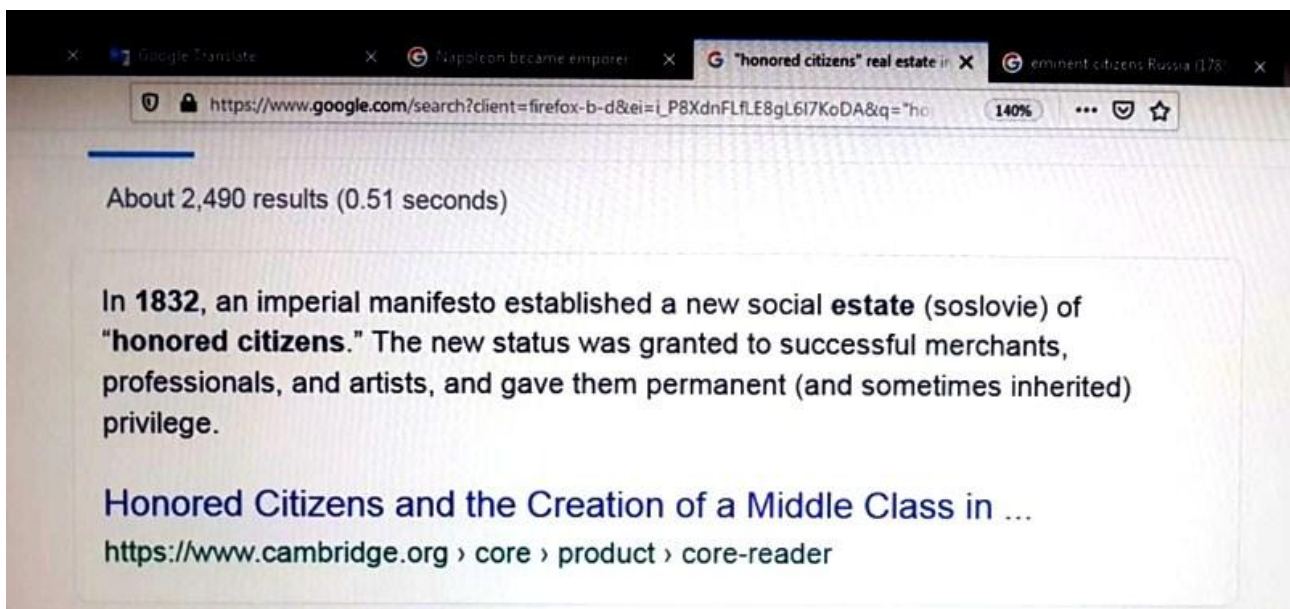 Google Translate
Napoleon became emporer
"honored citizens" real estate in
eminent citizens Russia (178
https://www.google.com/search?client=firefox-b-d&ei=i_P8XdnFLfLE8gL6I7KoDA&q="ho
140%
About 2,490 results (0.51 seconds)
In 1832, an imperial manifesto established a new social estate (soslovie) of
“honored citizens.” The new status was granted to successful merchants,
professionals, and artists, and gave them permanent (and sometimes inherited)
privilege.
Honored Citizens and the Creation of a Middle Class in ...
https://www.cambridge.org › core › product › core-reader